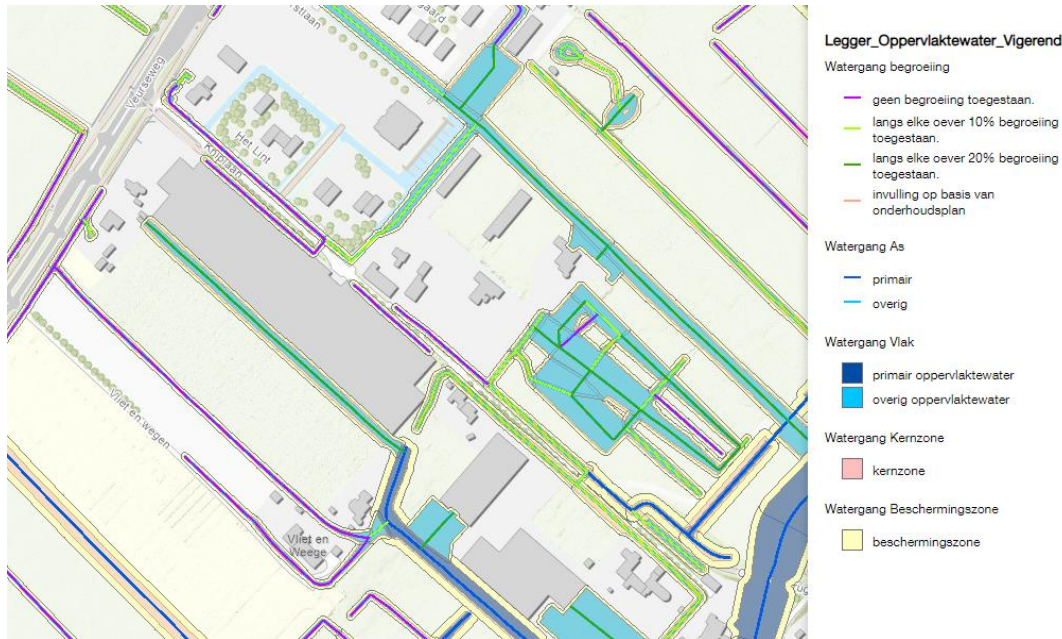 Veurseweg
Het Lint
Kniplaan
Vliet en wegen
Vliet en
Weege
Legger_Oppervlaktewater_Vigerend
Watergang begroeiing
geen begroeiing toegestaan.
langs elke oever 10% begroeiing
toegestaan.
langs elke oever 20% begroeiing
toegestaan.
invulling op basis van
onderhoudsplan
Watergang As
primair
overig
Watergang Vlak
primair oppervlaktewater
overig oppervlaktewater
Watergang Kernzone
kernzone
Watergang Beschermingszone
beschermingszone